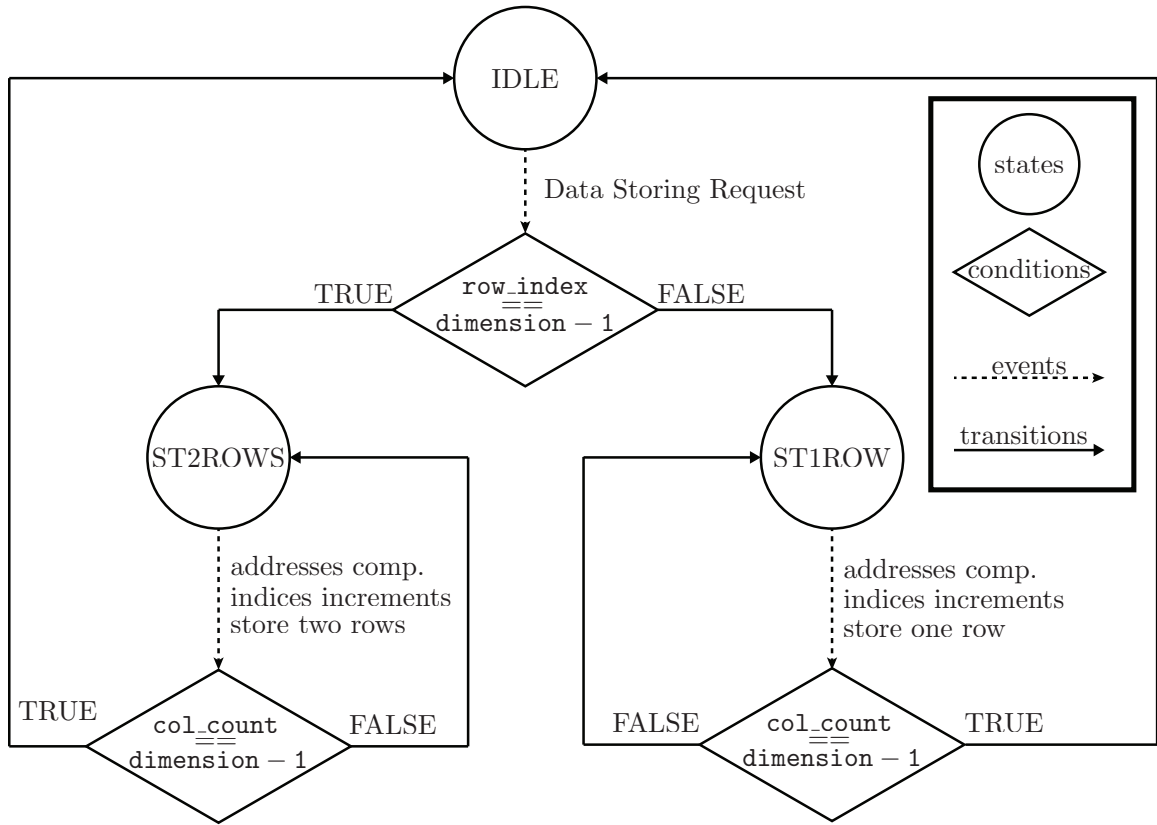 IDLE
states
Data Storing Request
conditions
TRUE
row_index
==
dimension − 1
FALSE
events
transitions
ST2ROWS
ST1ROW
addresses comp.
indices increments
store two rows
addresses comp.
indices increments
store one row
TRUE
col_count
==
dimension − 1
FALSE
FALSE
col_count
==
dimension − 1
TRUE